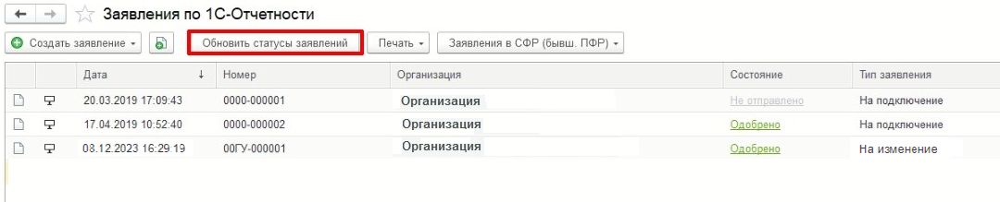 Заявления по 1С-Отчетности
Создать заявление Обновить статусы заявлений Печать Заявления в СФР (бывш. ПФР)
Дата Номер Организация Состояние Тип заявления
20.03.2019 17:09:43 0000-000001 Организация Не отправлено На подключение
17.04.2019 10:52:40 0000-000002 Организация Одобрено На подключение
08.12.2023 16:29 19 00ГУ-000001 Организация Одобрено На изменение